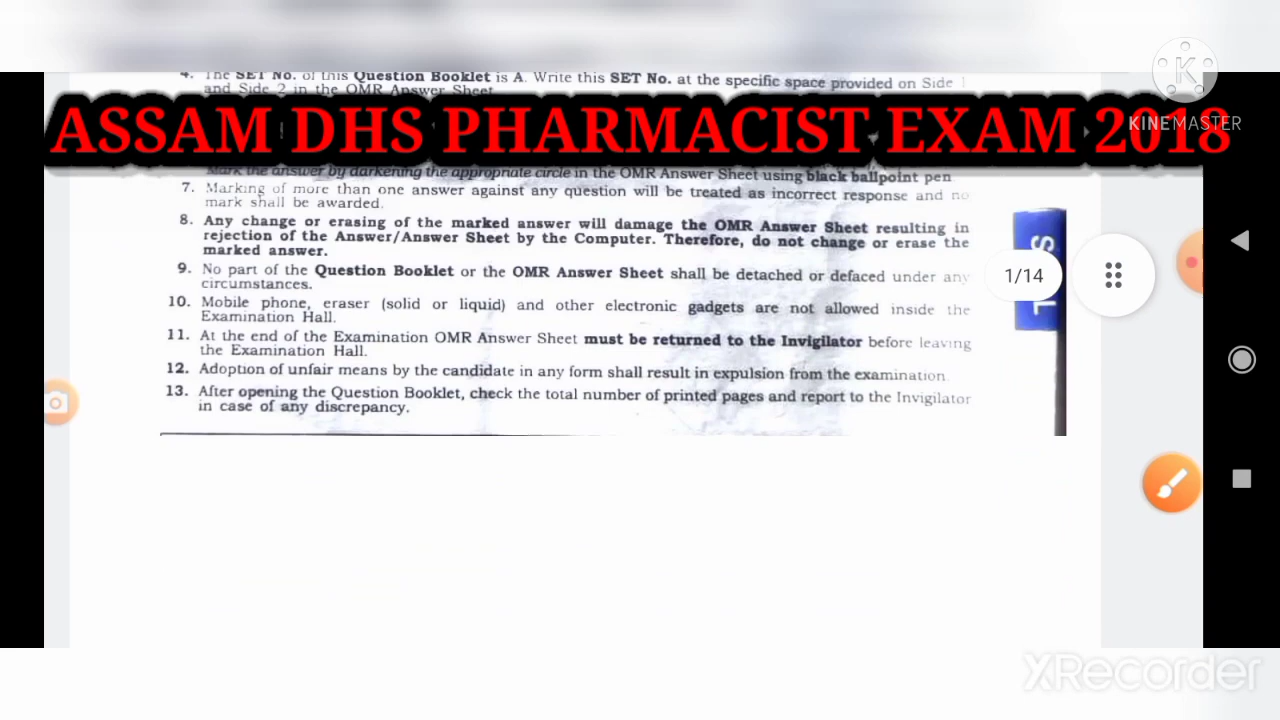 4. The SET No. of this Question Booklet is A. Write this SET No. at the specific space provided on Side 1
and Side 2 in the OMR Answer Sheet
ASSAM DHS PHARMACIST EXAM 2018
KINEMASTER
Mark the answer by darkening the appropriate circle in the OMR Answer Sheet using black ballpoint pen
7. Marking of more than one answer against any question will be treated as incorrect response and no
mark shall be awarded.
8. Any change or erasing of the marked answer will damage the OMR Answer Sheet resulting in
rejection of the Answer/Answer Sheet by the Computer. Therefore, do not change or erase the
marked answer.
9. No part of the Question Booklet or the OMR Answer Sheet shall be detached or defaced under any
circumstances.
1/14
10. Mobile phone, eraser (solid or liquid) and other electronic gadgets are not allowed inside the
Examination Hall.
11. At the end of the Examination OMR Answer Sheet must be returned to the Invigilator before leaving
the Examination Hall.
12. Adoption of unfair means by the candidate in any form shall result in expulsion from the examination.
13. After opening the Question Booklet, check the total number of printed pages and report to the Invigilator
in case of any discrepancy.
XRecorder